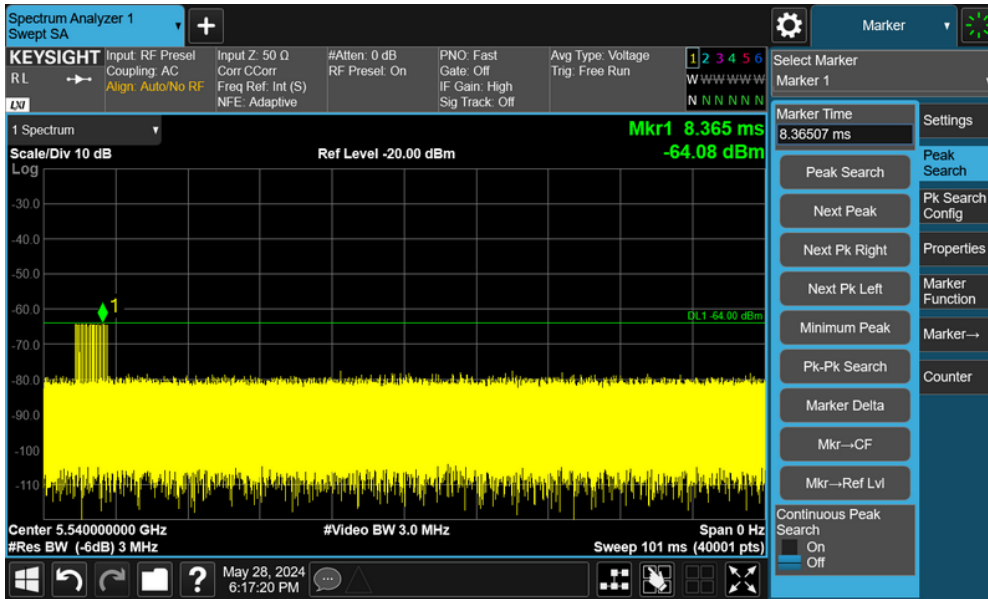 Spectrum Analyzer 1
Swept SA
+
Marker
KEYSIGHT
RL
LXI
Input: RF Presel
Coupling: AC
Align: Auto/No RF
Input Z: 50 Ω
Corr CCorr
Freq Ref: Int (S)
NFE: Adaptive
#Atten: 0 dB
RF Presel: On
PNO: Fast
Gate: Off
IF Gain: High
Sig Track: Off
Avg Type: Voltage
Trig: Free Run
1 2 3 4 5 6
W W W W W W
N N N N N N
Select Marker
Marker 1
1 Spectrum
Mkr1 8.365 ms
Scale/Div 10 dB
Ref Level -20.00 dBm
-64.08 dBm
Log
-30.0
-40.0
-50.0
-60.0
-70.0
-80.0
-90.0
-100
-110
1
DL1 -64.00 dBm
Center 5.540000000 GHz
#Video BW 3.0 MHz
Span 0 Hz
#Res BW (-6dB) 3 MHz
Sweep 101 ms (40001 pts)
Marker Time
8.36507 ms
Peak Search
Next Peak
Next Pk Right
Next Pk Left
Minimum Peak
Pk-Pk Search
Marker Delta
Mkr→CF
Mkr→Ref Lvl
Continuous Peak
Search
On
Off
Settings
Peak
Search
Pk Search
Config
Properties
Marker
Function
Marker→
Counter
?
May 28, 2024
6:17:20 PM